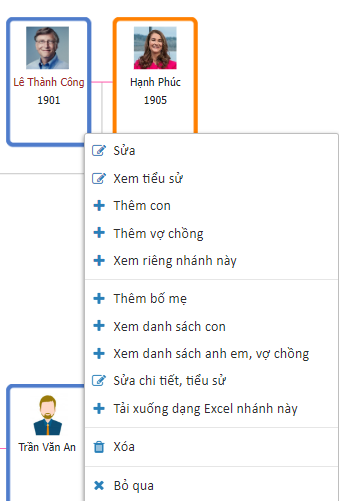 Lê Thành Công
1901
Hạnh Phúc
1905
Sửa
Xem tiểu sử
Thêm con
Thêm vợ chồng
Xem riêng nhánh này
Thêm bố mẹ
Xem danh sách con
Xem danh sách anh em, vợ chồng
Sửa chi tiết, tiểu sử
Tải xuống dạng Excel nhánh này
Trần Văn An
Xóa
Bỏ qua